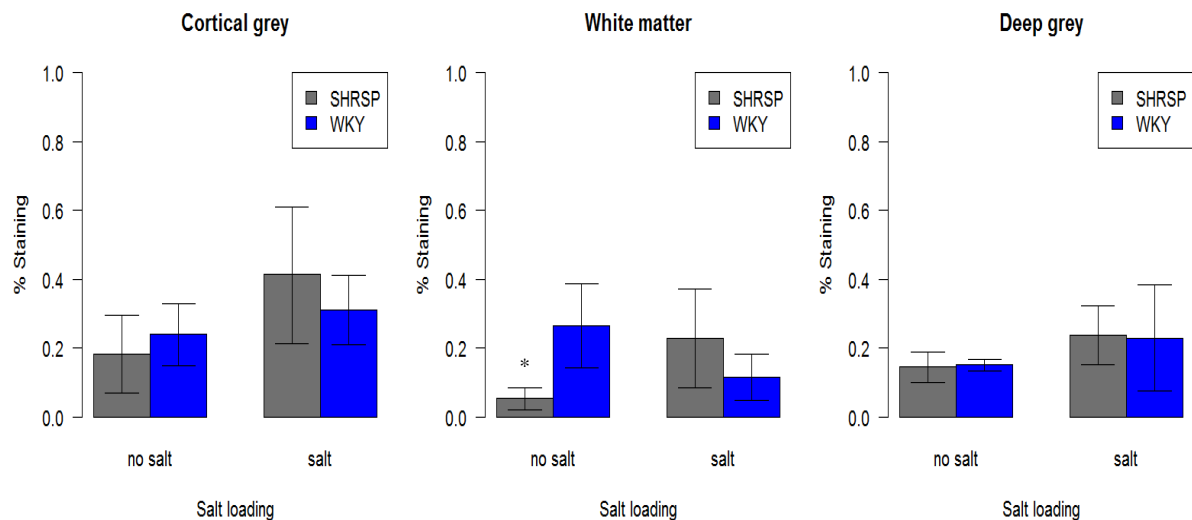 Cortical grey
% Staining
1.0
0.8
0.6
0.4
0.2
0.0
SHRSP
WKY
no salt
salt
Salt loading
White matter
% Staining
1.0
0.8
0.6
0.4
0.2
0.0
*
SHRSP
WKY
no salt
salt
Salt loading
Deep grey
% Staining
1.0
0.8
0.6
0.4
0.2
0.0
SHRSP
WKY
no salt
salt
Salt loading